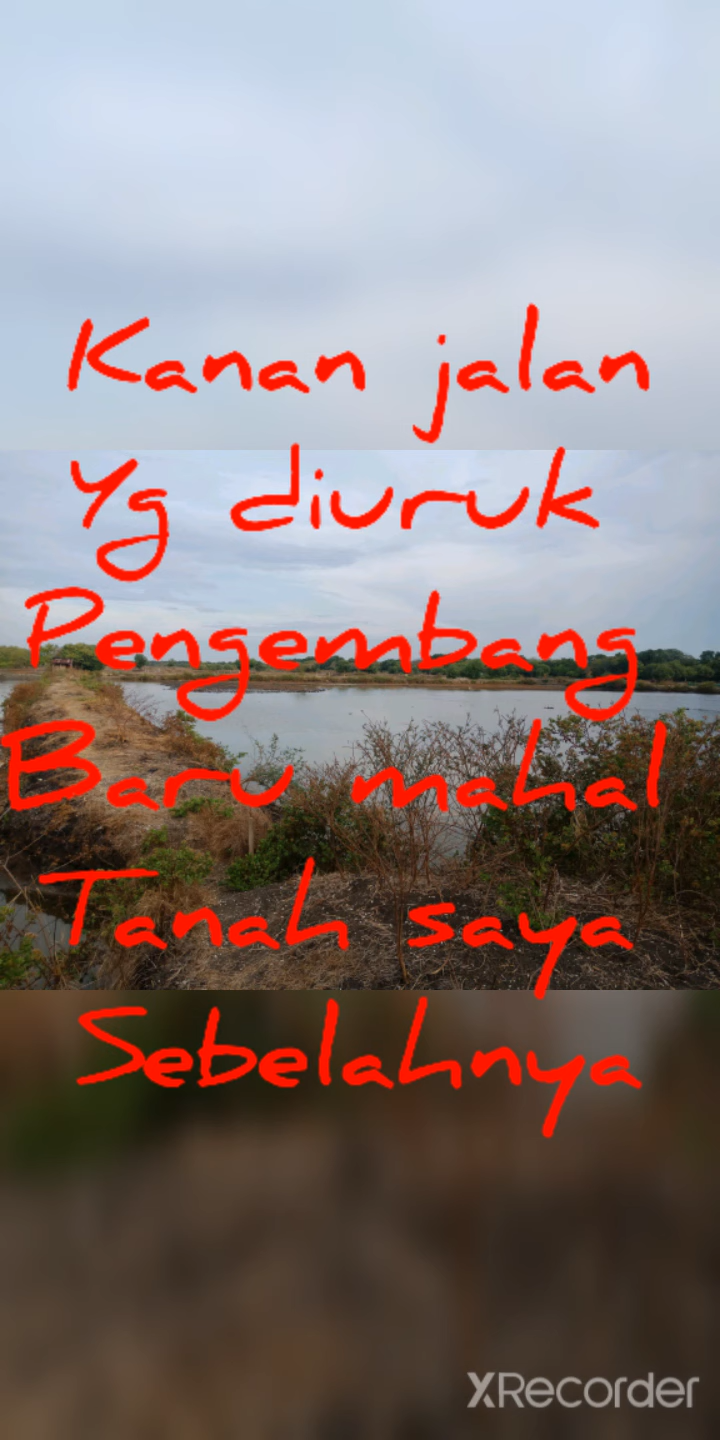 Kanan jalan
Yg diuruk
Pengembang
Baru mahal
Tanah saya
Sebelahnya
XRecorder